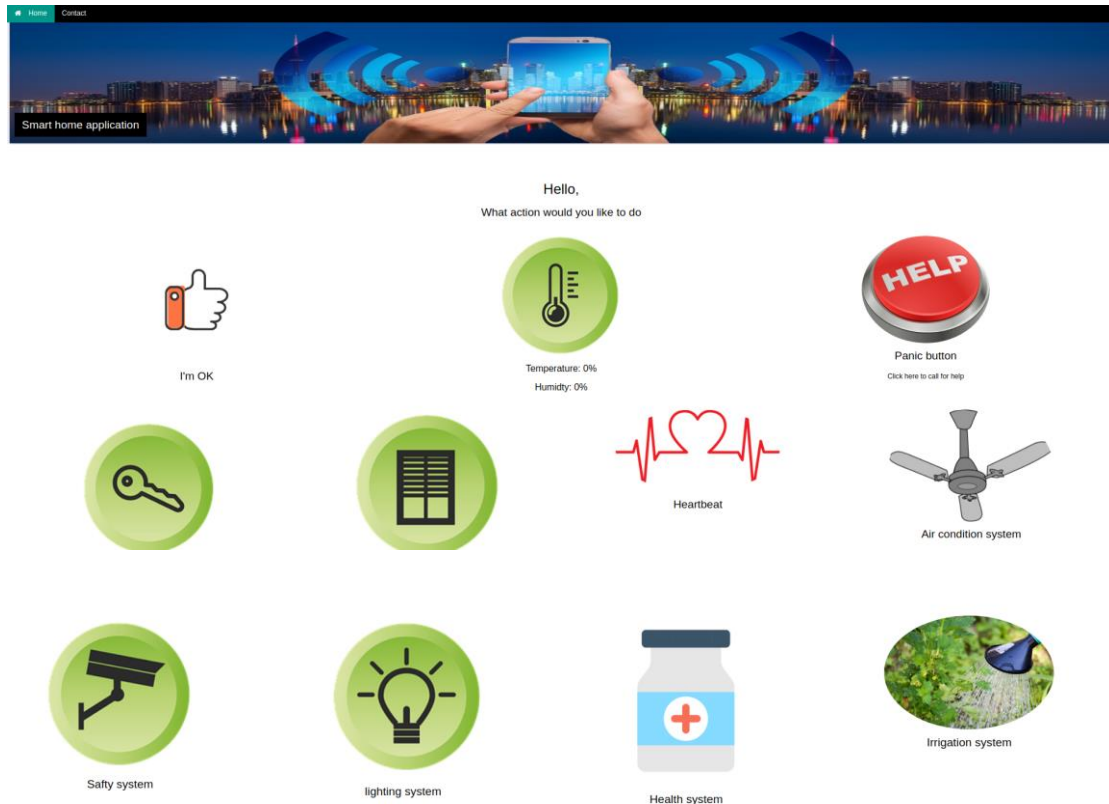 Home Contact
Smart home application
Hello,
What action would you like to do
HELP
I'm OK
Temperature: 0%
Humidty: 0%
Panic button
Click here to call for help
Heartbeat
Air condition system
Safty system
lighting system
Health system
Irrigation system